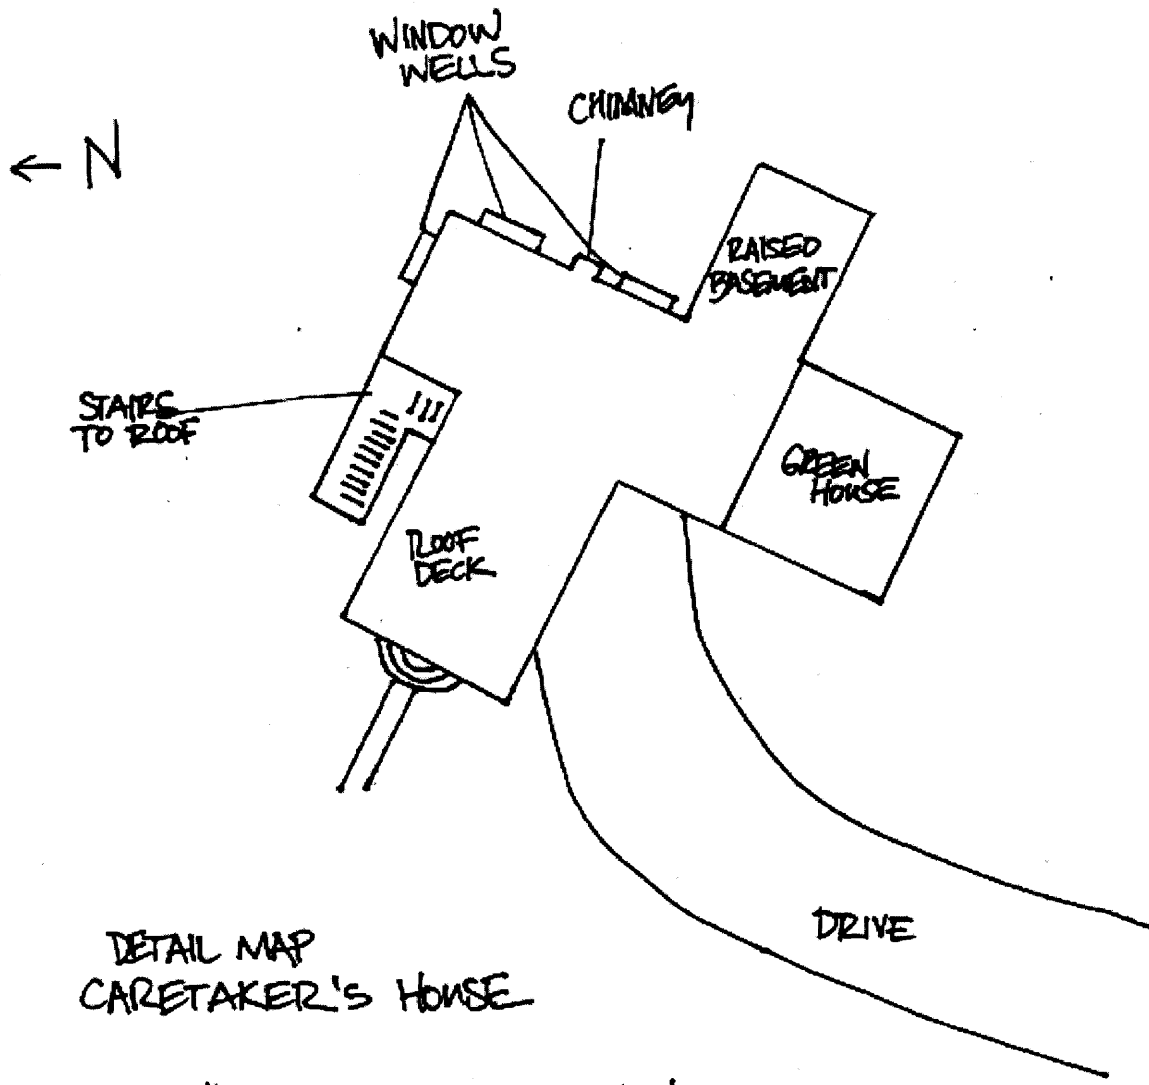 WINDOW
WELLS
CHIMNEY
← N
RAISED
BASEMENT
STAIRS
TO ROOF
GREEN
HOUSE
ROOF
DECK
DRIVE
DETAIL MAP
CARETAKER'S HOUSE